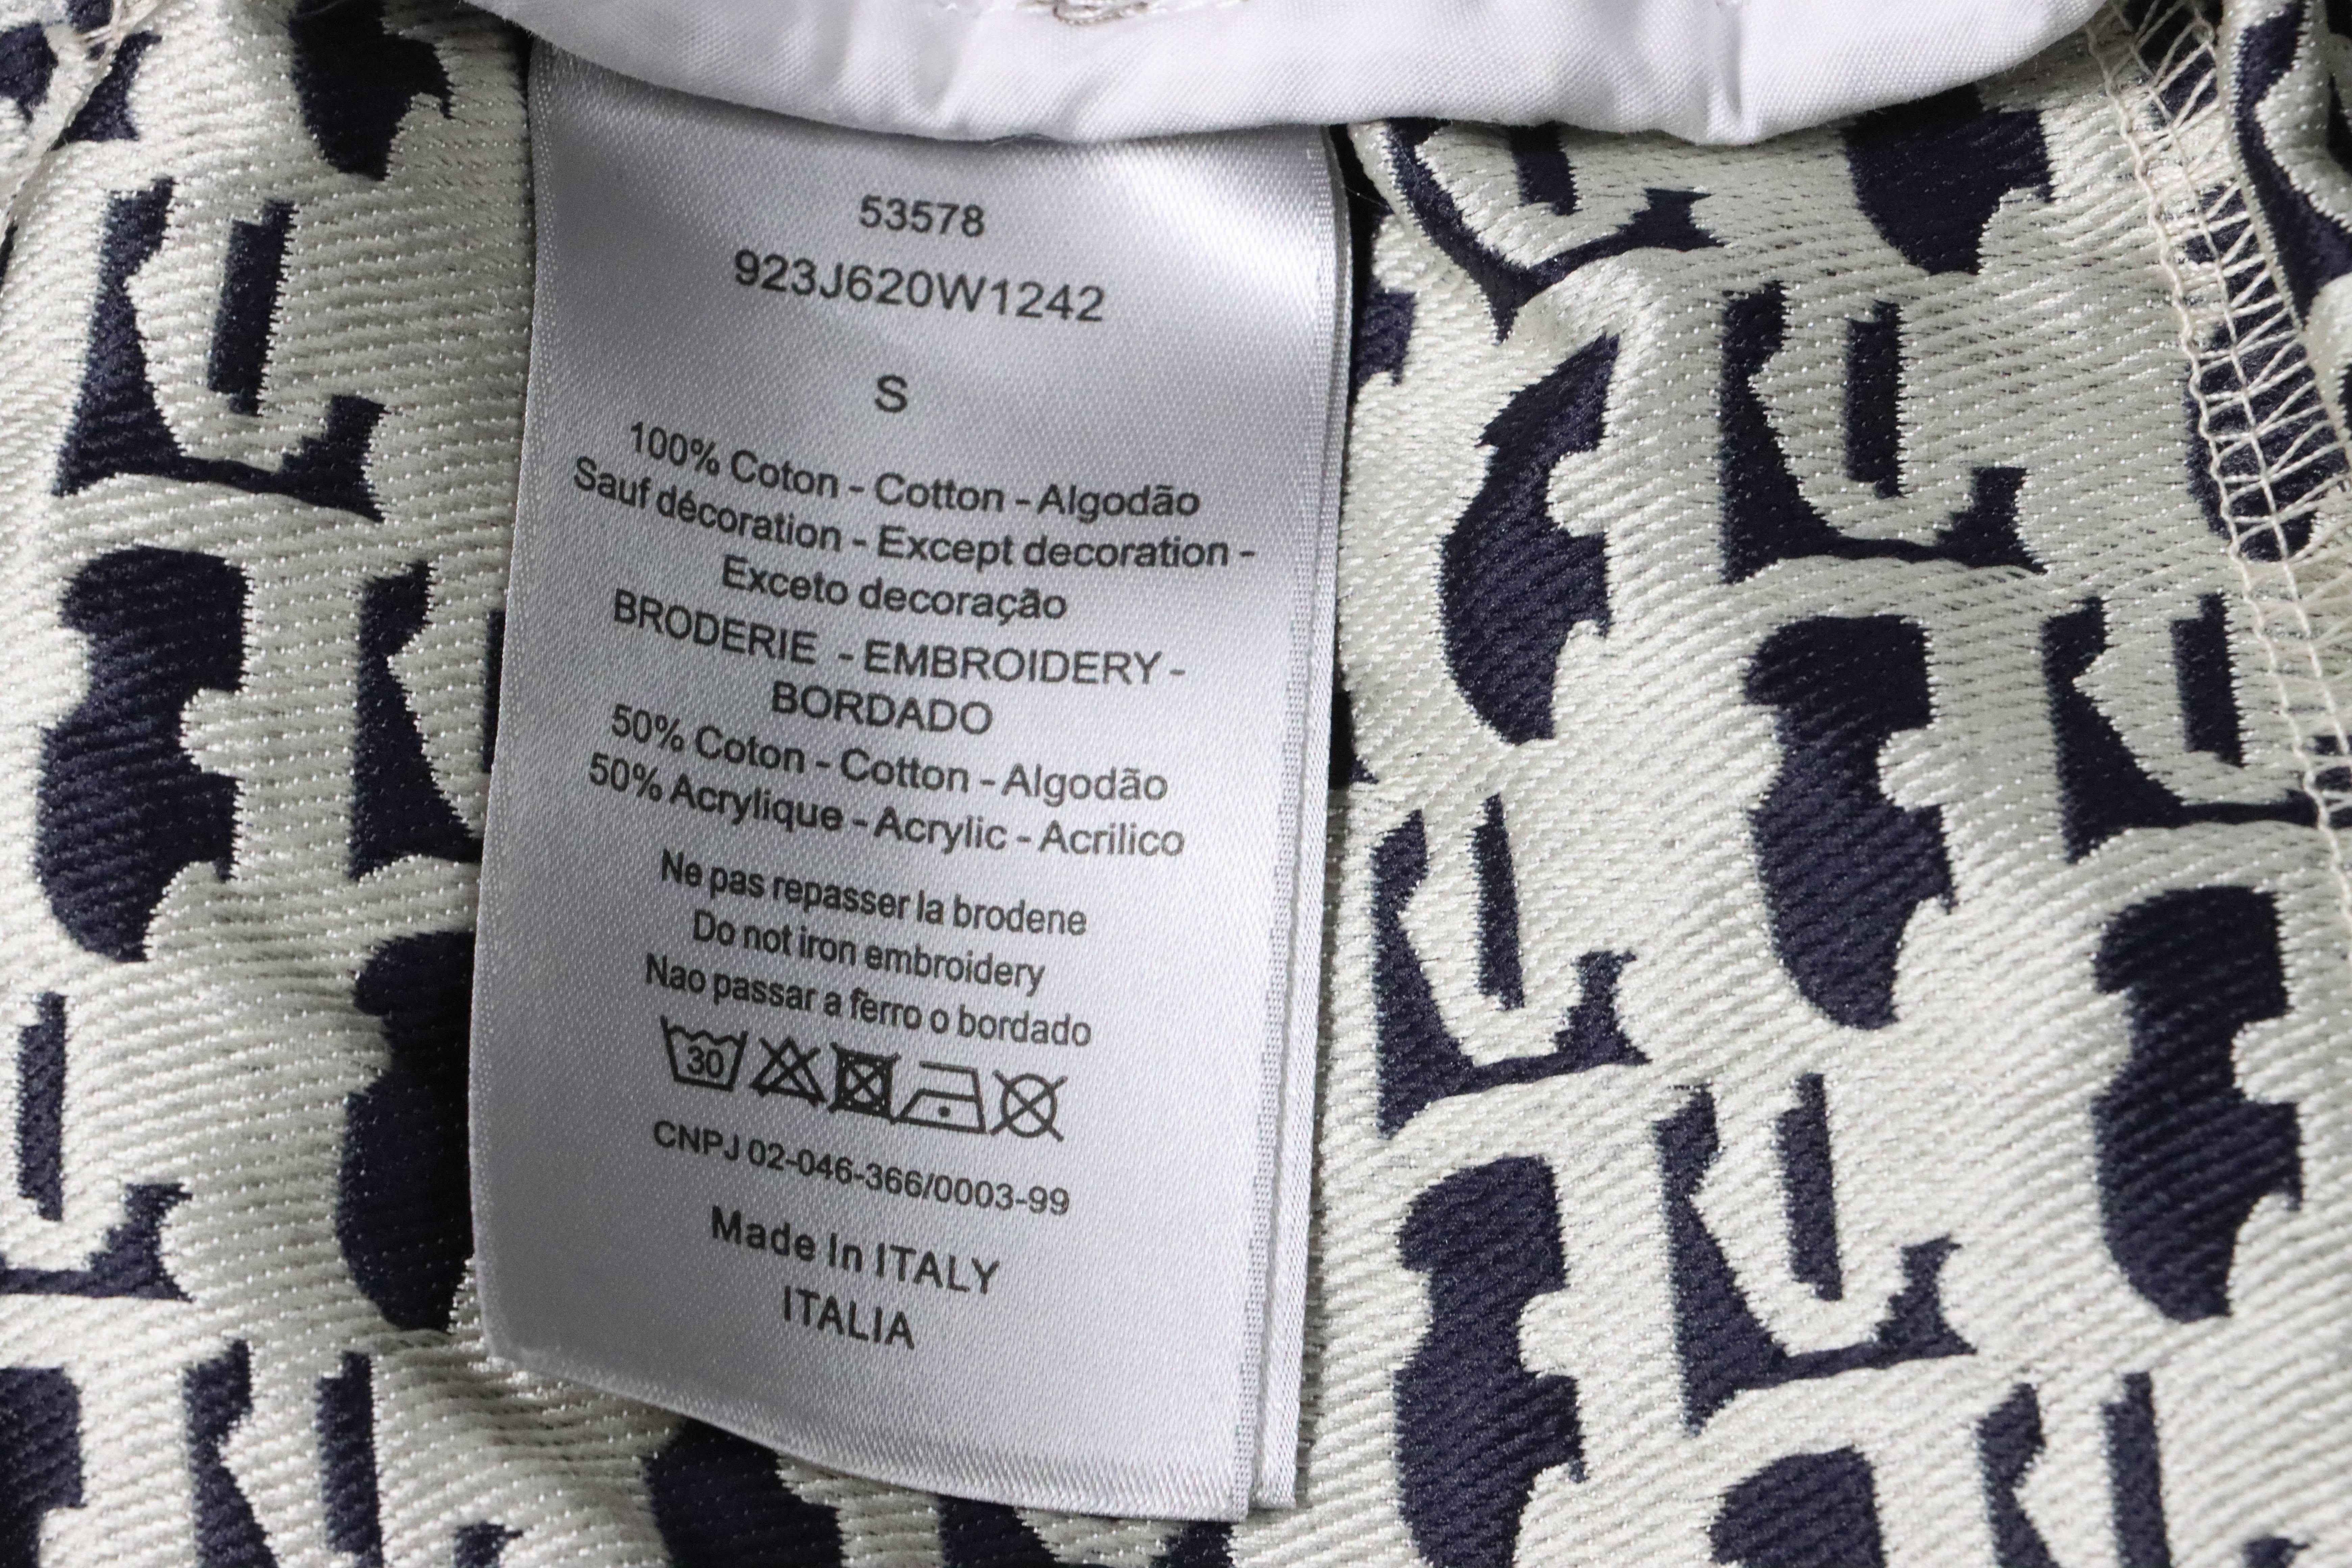 53578
923J620W1242
S
100% Coton - Cotton - Algodão
Sauf décoration - Except decoration -
Exceto decoração
BRODERIE - EMBROIDERY -
BORDADO
50% Coton - Cotton - Algodão
50% Acrylique - Acrylic - Acrilico
Ne pas repasser la brodene
Do not iron embroidery
Nao passar a ferro o bordado
30
CNPJ 02-046-366/0003-99
Made In ITALY
ITALIA